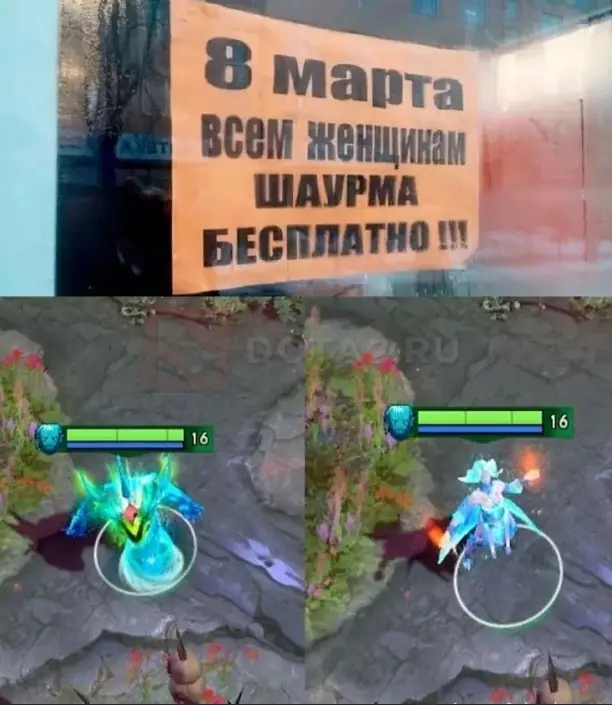 8 марта
ВСЕМ ЖЕНЩИНАМ
ШАУРМА
БЕСПЛАТНО !!!
DOTA2.RU
16
16